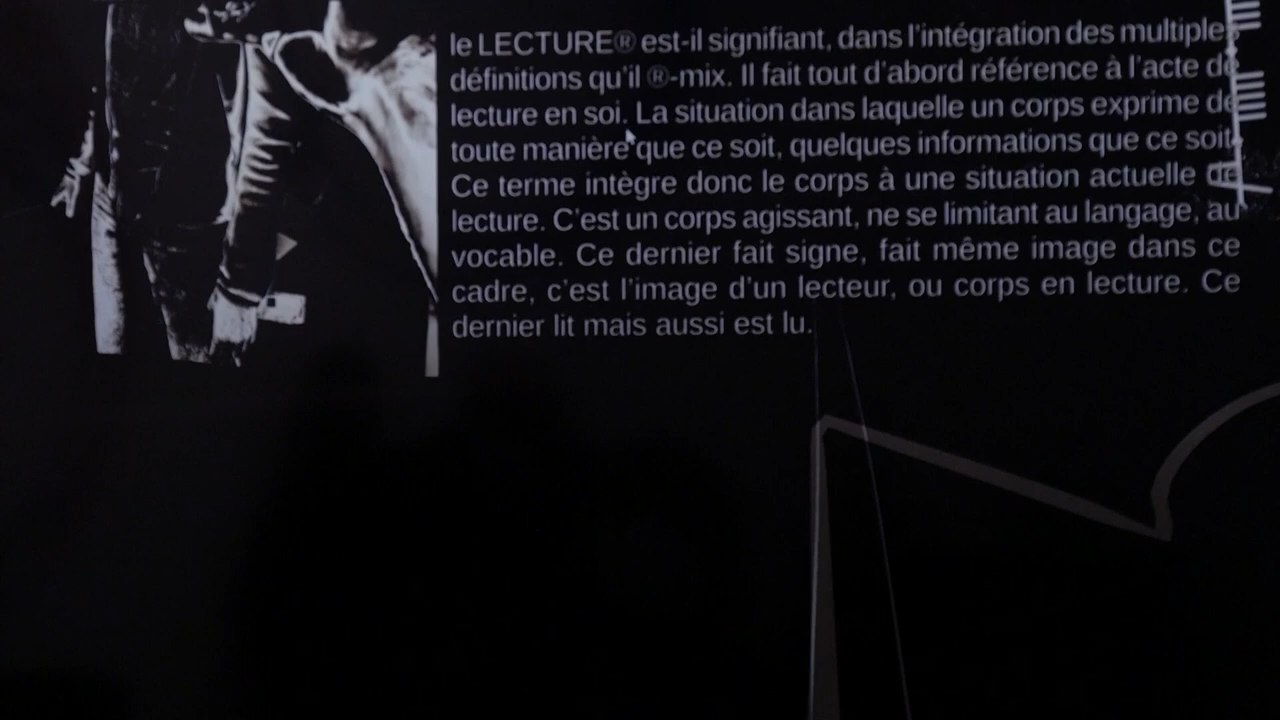 le LECTURE® est-il signifiant, dans l'intégration des multiples
définitions qu'il ®-mix. Il fait tout d'abord référence à l'acte de
lecture en soi. La situation dans laquelle un corps exprime de
toute manière que ce soit, quelques informations que ce soit.
Ce terme intègre donc le corps à une situation actuelle de
lecture. C'est un corps agissant, ne se limitant au langage, au
vocable. Ce dernier fait signe, fait même image dans ce
cadre, c'est l'image d'un lecteur, ou corps en lecture. Ce
dernier lit mais aussi est lu.